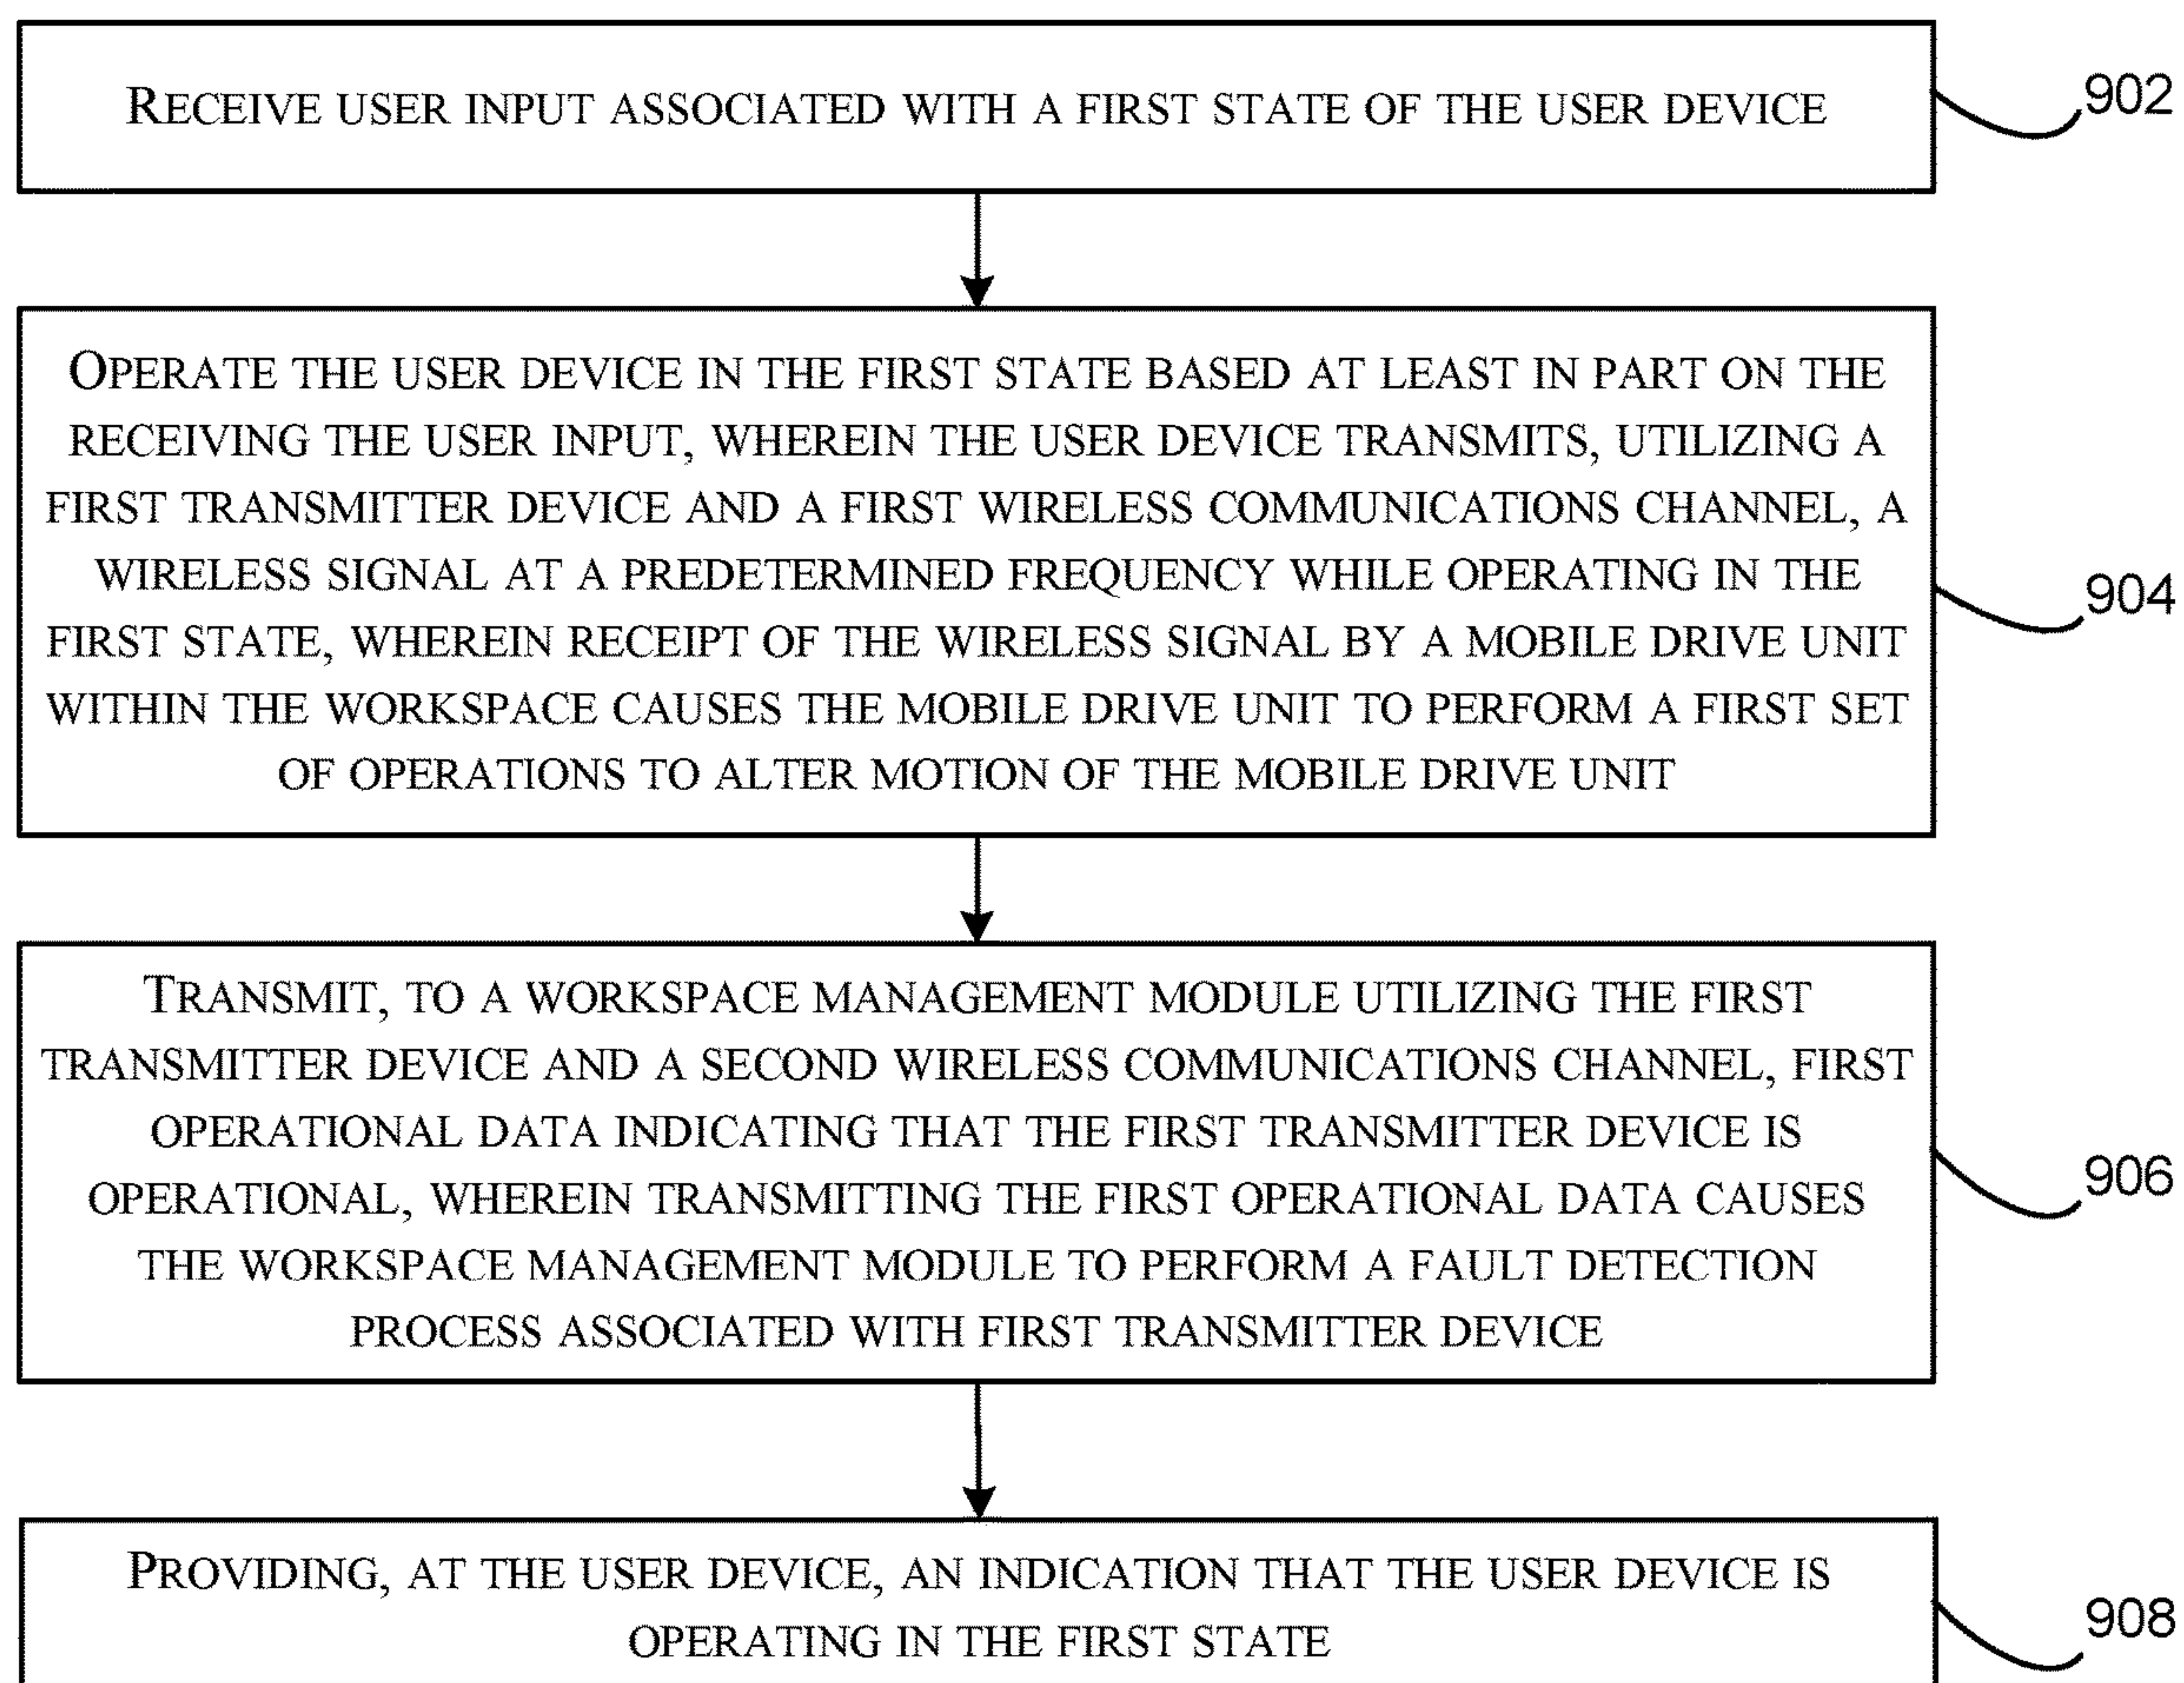 RECEIVE USER INPUT ASSOCIATED WITH A FIRST STATE OF THE USER DEVICE
902
OPERATE THE USER DEVICE IN THE FIRST STATE BASED AT LEAST IN PART ON THE
RECEIVING THE USER INPUT, WHEREIN THE USER DEVICE TRANSMITS, UTILIZING A
FIRST TRANSMITTER DEVICE AND A FIRST WIRELESS COMMUNICATIONS CHANNEL, A
WIRELESS SIGNAL AT A PREDETERMINED FREQUENCY WHILE OPERATING IN THE
FIRST STATE, WHEREIN RECEIPT OF THE WIRELESS SIGNAL BY A MOBILE DRIVE UNIT
WITHIN THE WORKSPACE CAUSES THE MOBILE DRIVE UNIT TO PERFORM A FIRST SET
OF OPERATIONS TO ALTER MOTION OF THE MOBILE DRIVE UNIT
904
TRANSMIT, TO A WORKSPACE MANAGEMENT MODULE UTILIZING THE FIRST
TRANSMITTER DEVICE AND A SECOND WIRELESS COMMUNICATIONS CHANNEL, FIRST
OPERATIONAL DATA INDICATING THAT THE FIRST TRANSMITTER DEVICE IS
OPERATIONAL, WHEREIN TRANSMITTING THE FIRST OPERATIONAL DATA CAUSES
THE WORKSPACE MANAGEMENT MODULE TO PERFORM A FAULT DETECTION
PROCESS ASSOCIATED WITH FIRST TRANSMITTER DEVICE
906
PROVIDING, AT THE USER DEVICE, AN INDICATION THAT THE USER DEVICE IS
OPERATING IN THE FIRST STATE
908